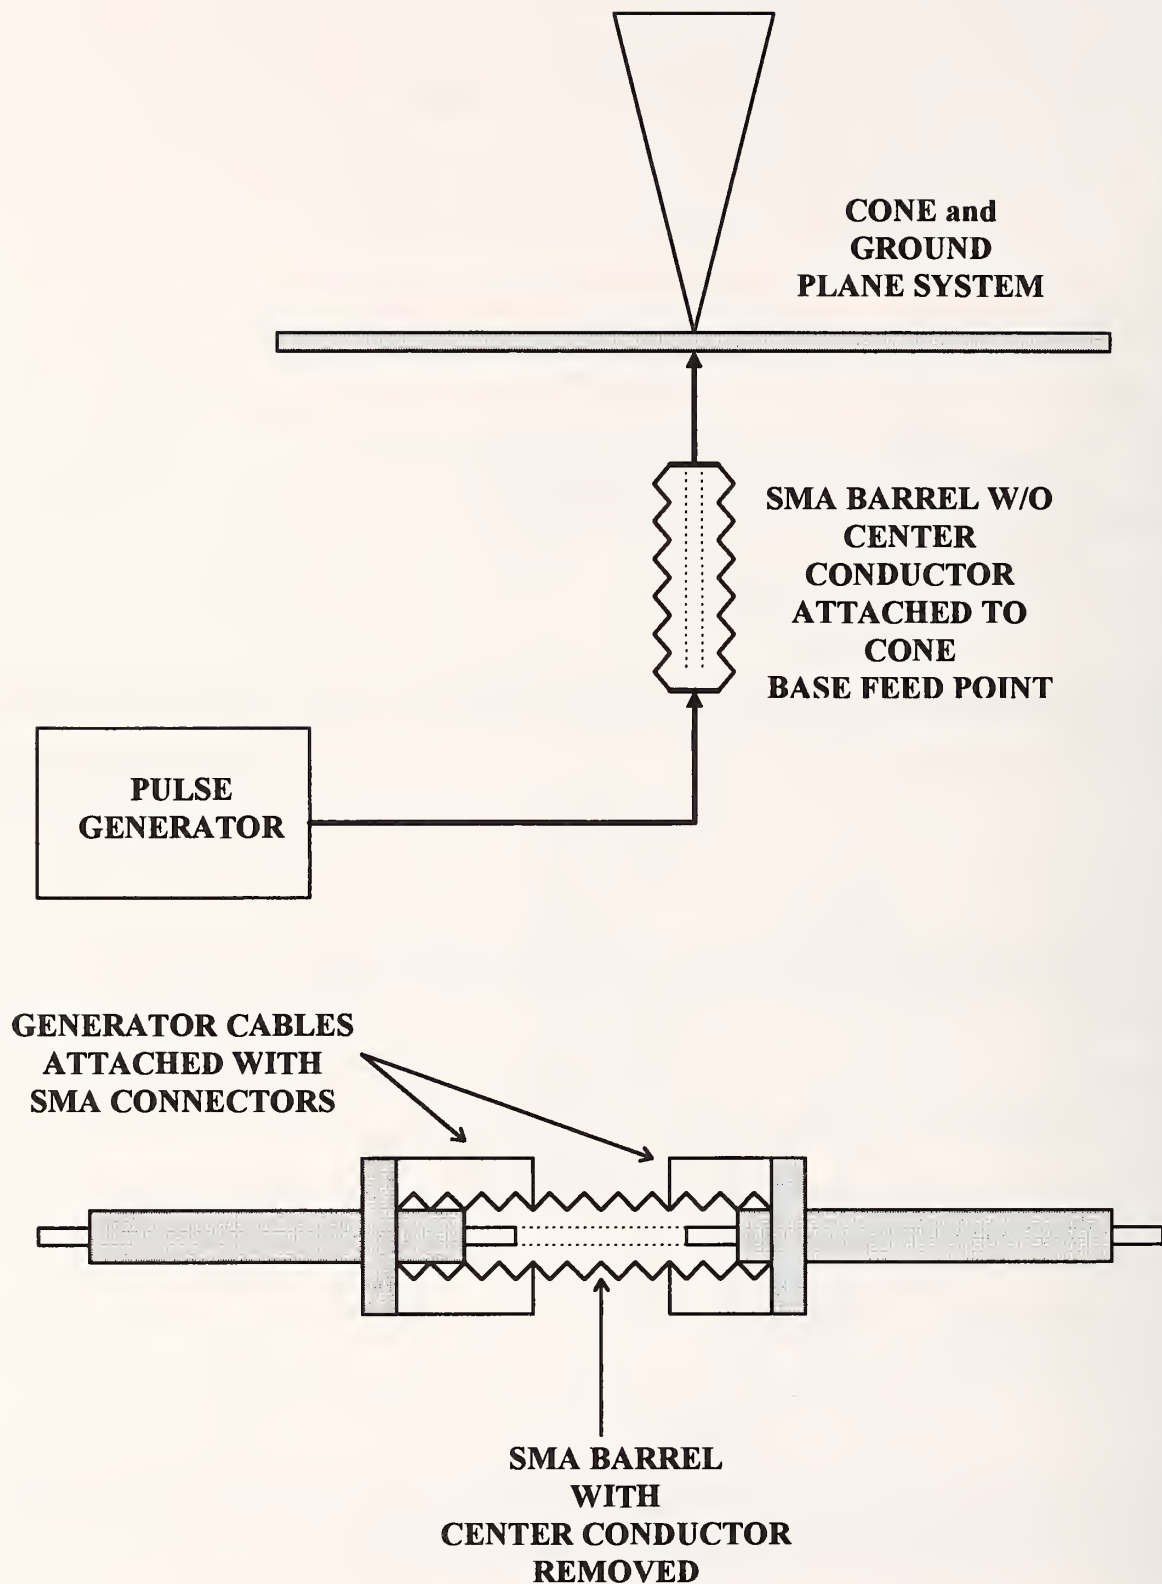 CONE and
GROUND
PLANE SYSTEM
SMA BARREL W/O
CENTER
CONDUCTOR
ATTACHED TO
CONE
BASE FEED POINT
PULSE
GENERATOR
GENERATOR CABLES
ATTACHED WITH
SMA CONNECTORS
SMA BARREL
WITH
CENTER CONDUCTOR
REMOVED